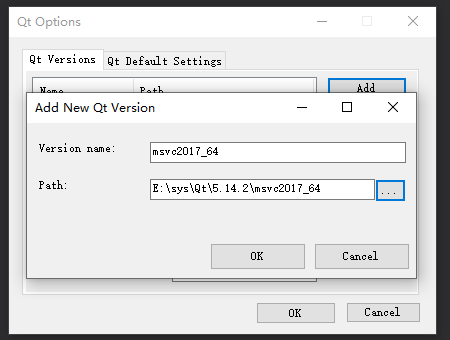 Qt Options
Qt Versions
Qt Default Settings
Name
Path
Add
Add New Qt Version
Version name:
msvc2017_64
Path:
E:\sys\Qt\5.14.2\msvc2017_64
...
OK
Cancel
OK
Cancel